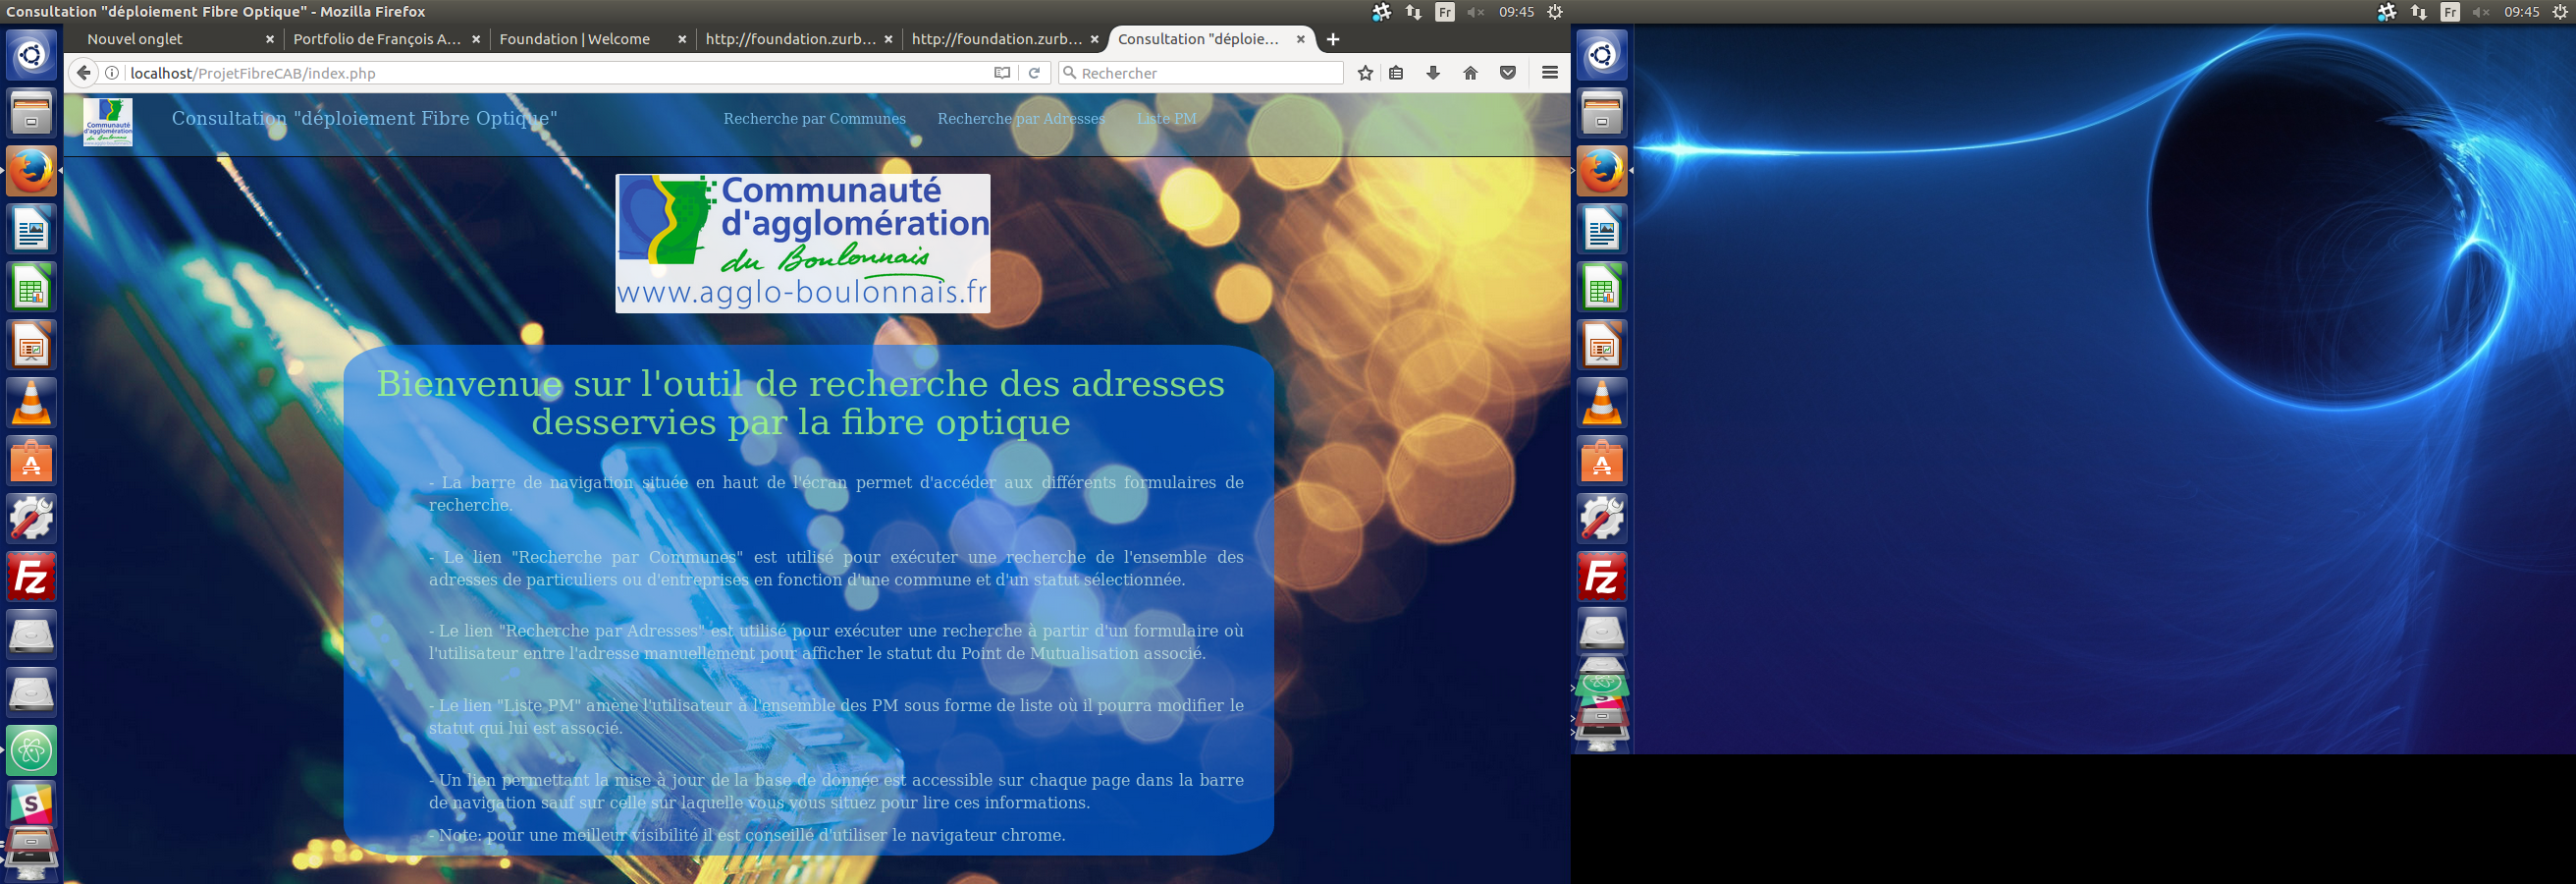 Consultation "déploiement Fibre Optique" - Mozilla Firefox
Fr
09:45
Fr
09:45
Nouvel onglet
Portfolio de François A...
Foundation | Welcome
http://foundation.zurb...
http://foundation.zurb...
Consultation "déploie...
localhost/ProjetFibreCAB/index.php
Rechercher
Communauté
d'agglomération
du Boulonnais
www.agglo-boulonnais.fr
Consultation "déploiement Fibre Optique"
Recherche par Communes
Recherche par Adresses
Liste PM
Communauté
d'agglomération
du Boulonnais
www.agglo-boulonnais.fr
Bienvenue sur l'outil de recherche des adresses
desservies par la fibre optique
- La barre de navigation située en haut de l'écran permet d'accéder aux différents formulaires de
recherche.
- Le lien "Recherche par Communes" est utilisé pour exécuter une recherche de l'ensemble des
adresses de particuliers ou d'entreprises en fonction d'une commune et d'un statut sélectionnée.
- Le lien "Recherche par Adresses" est utilisé pour exécuter une recherche à partir d'un formulaire où
l'utilisateur entre l'adresse manuellement pour afficher le statut du Point de Mutualisation associé.
- Le lien "Liste PM" amène l'utilisateur à l'ensemble des PM sous forme de liste où il pourra modifier le
statut qui lui est associé.
- Un lien permettant la mise à jour de la base de donnée est accessible sur chaque page dans la barre
de navigation sauf sur celle sur laquelle vous vous situez pour lire ces informations.
- Note: pour une meilleur visibilité il est conseillé d'utiliser le navigateur chrome.